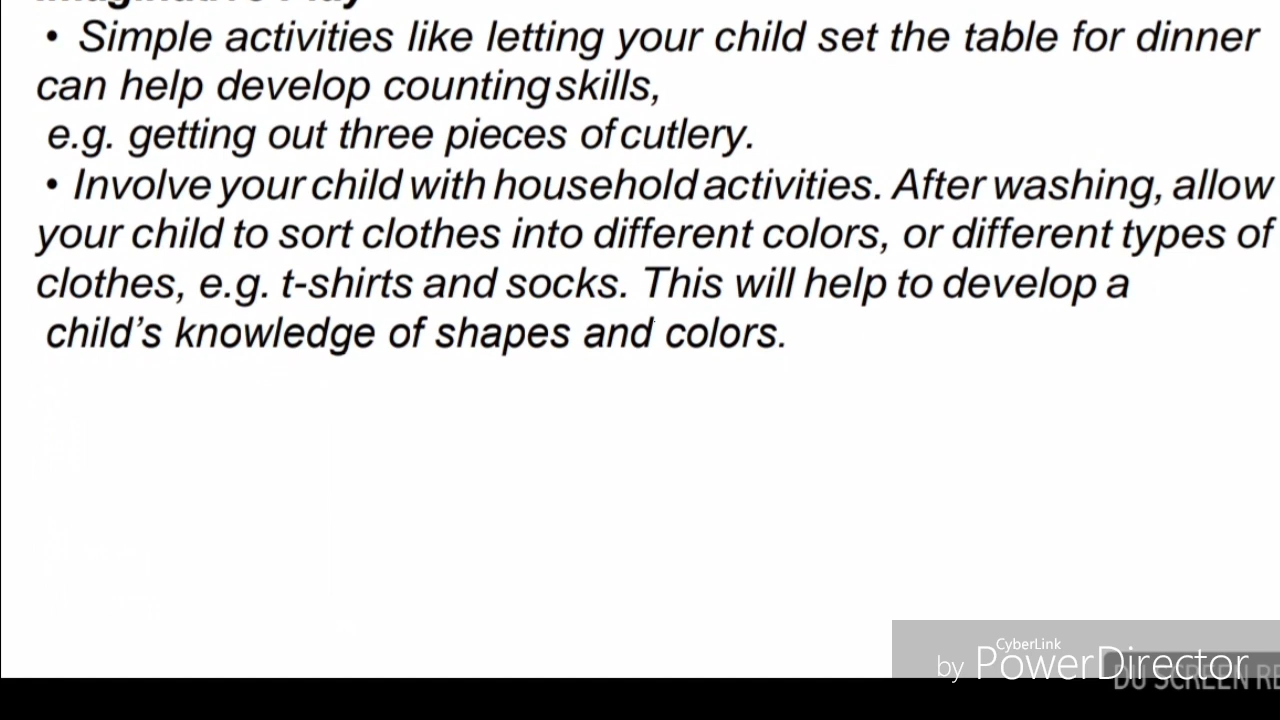 • Simple activities like letting your child set the table for dinner
can help develop counting skills,
e.g. getting out three pieces of cutlery.
• Involve your child with household activities. After washing, allow
your child to sort clothes into different colors, or different types of
clothes, e.g. t-shirts and socks. This will help to develop a
child’s knowledge of shapes and colors.
CyberLink
by PowerDirector
DU SCREEN